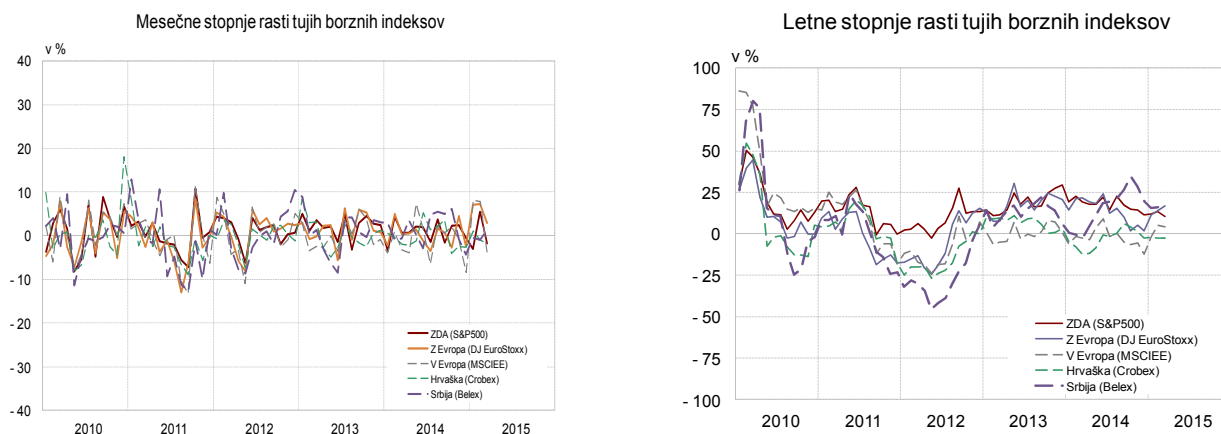 Mesečne stopnje rasti tujih borznih indeksov
v %
40
30
20
10
0
- 10
- 20
- 30
- 40
ZDA (S&P500)
Z Evropa (DJ EuroStoxx)
V Evropa (MSCIEE)
Hrvaška (Crobex)
Srbija (Belex)
2010 2011 2012 2013 2014 2015
Letne stopnje rasti tujih borznih indeksov
v %
100
75
50
25
0
- 25
- 50
- 75
- 100
ZDA (S&P500)
Z Evropa (DJ EuroStoxx)
V Evropa (MSCIEE)
Hrvaška (Crobex)
Srbija (Belex)
2010 2011 2012 2013 2014 2015